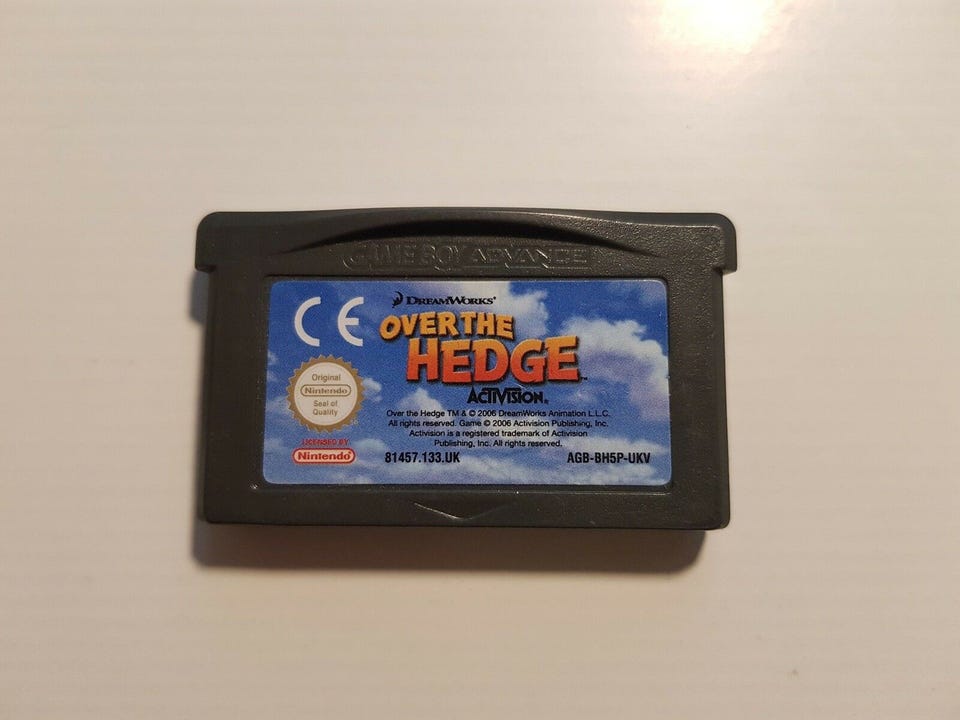 GAME BOY ADVANCE
CE
DREAMWORKS®
OVER THE
HEDGE™
ACTIVISION®
Original
Nintendo®
Seal of
Quality
LICENSED BY
Nintendo®
Over the Hedge TM & © 2006 DreamWorks Animation L.L.C.
All rights reserved. Game © 2006 Activision Publishing, Inc.
Activision is a registered trademark of Activision
Publishing, Inc. All rights reserved.
81457.133.UK AGB-BH5P-UKV